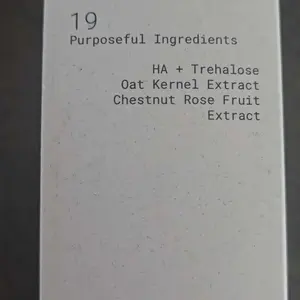 19
Purposeful Ingredients
HA + Trehalose
Oat Kernel Extract
Chestnut Rose Fruit
Extract